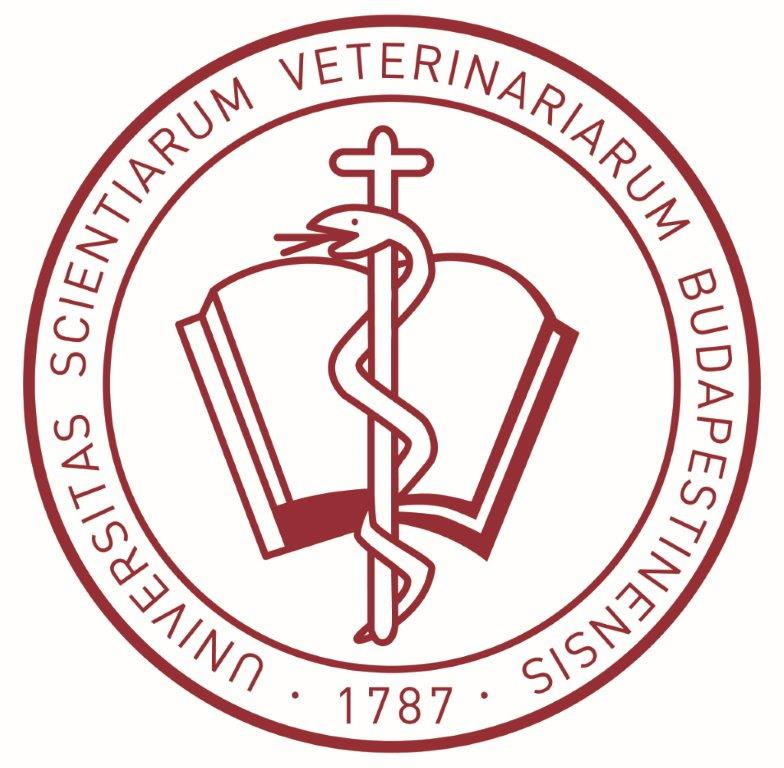 UNIVERSITAS SCIENTIARUM VETERINARIARUM BUDAPESTINENSIS
· 1787 ·